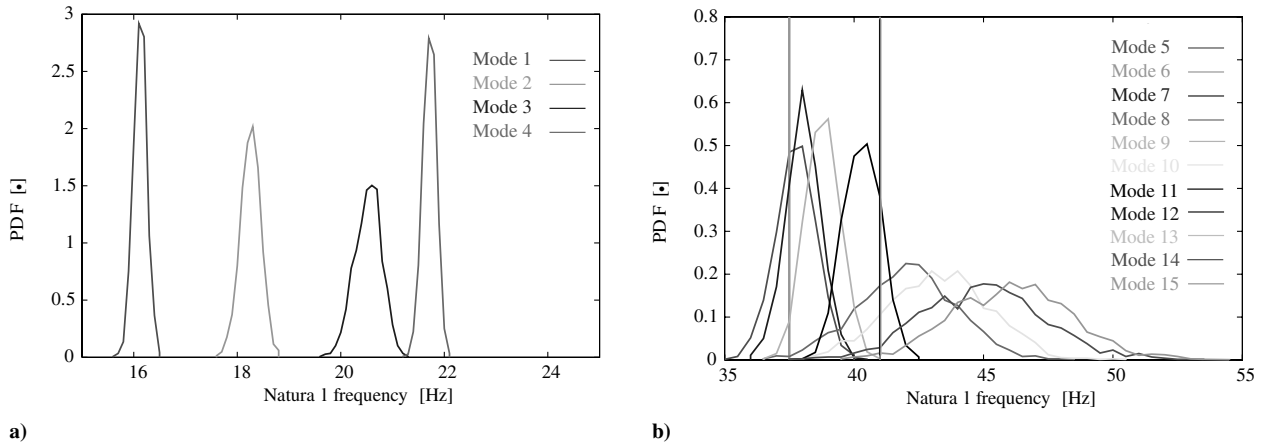 3
2.5
2
1.5
1
0.5
0
PDF [•]
16
18
20
22
24
Natura l frequency [Hz]
Mode 1
Mode 2
Mode 3
Mode 4
a)
0.8
0.7
0.6
0.5
0.4
0.3
0.2
0.1
0
PDF [•]
35
40
45
50
55
Natura l frequency [Hz]
Mode 5
Mode 6
Mode 7
Mode 8
Mode 9
Mode 10
Mode 11
Mode 12
Mode 13
Mode 14
Mode 15
b)